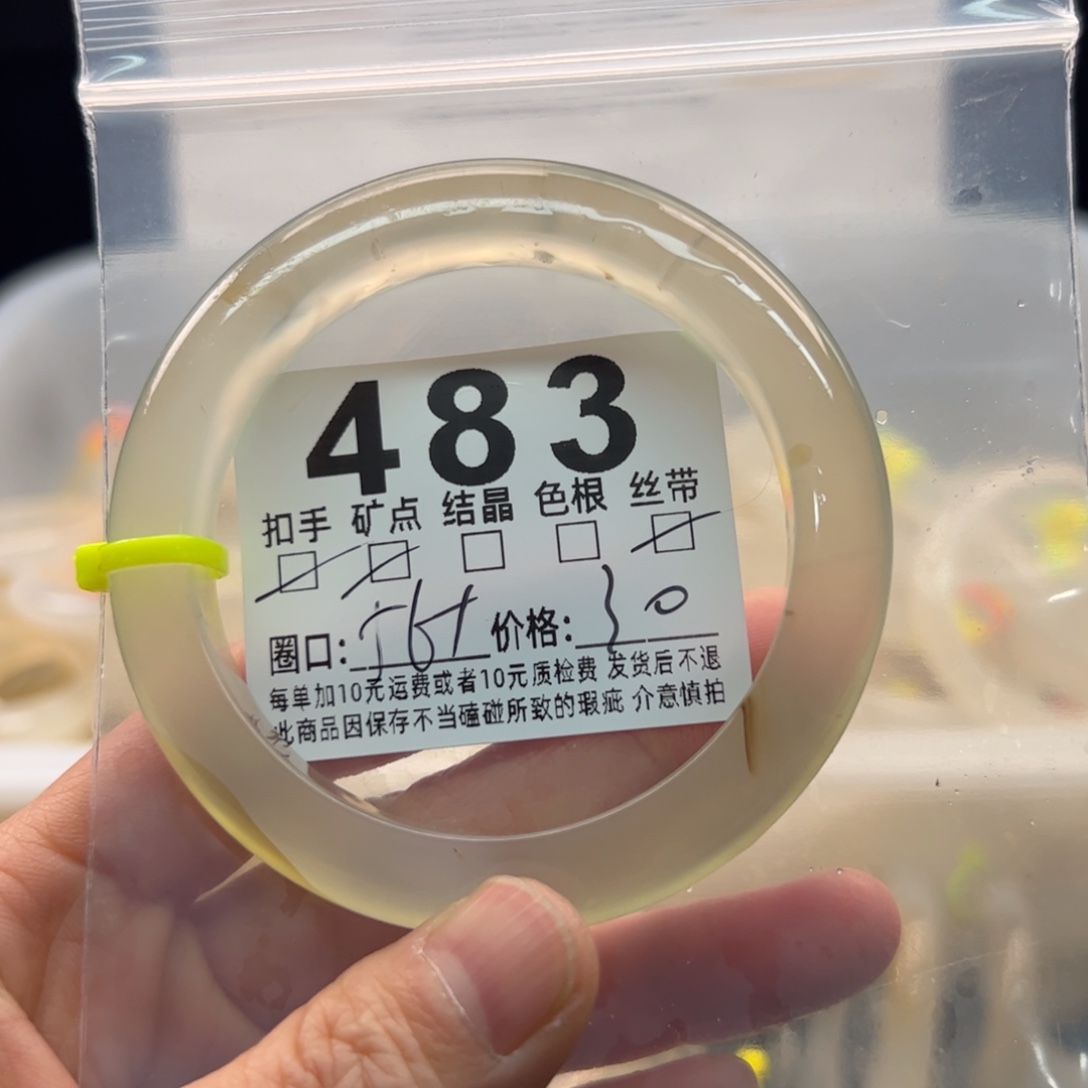 483
扣手 矿点 结晶 色根 丝带
圈口: 价格:
每单加10元运费或者10元质检费 发货后不退
此商品因保存不当磕碰所致的瑕疵 介意慎拍